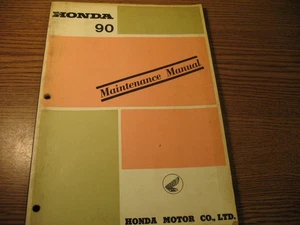 HONDA
90
Maintenance Manual
HONDA MOTOR CO., LTD.